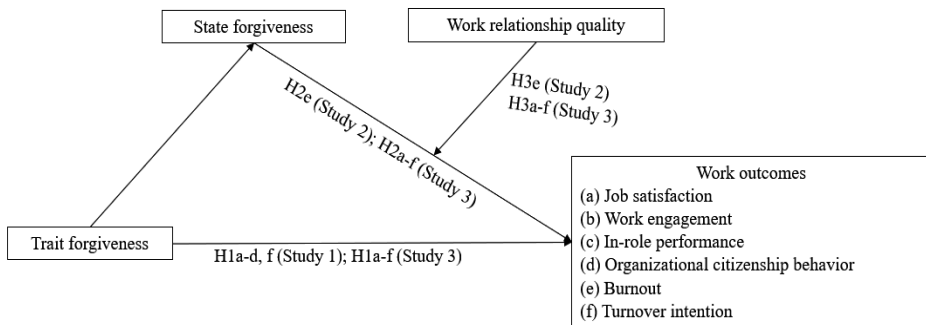 State forgiveness
Work relationship quality
H3e (Study 2)
H3a-f (Study 3)
H2e (Study 2); H2a-f (Study 3)
Work outcomes
(a) Job satisfaction
(b) Work engagement
(c) In-role performance
(d) Organizational citizenship behavior
(e) Burnout
(f) Turnover intention
Trait forgiveness
H1a-d, f (Study 1); H1a-f (Study 3)